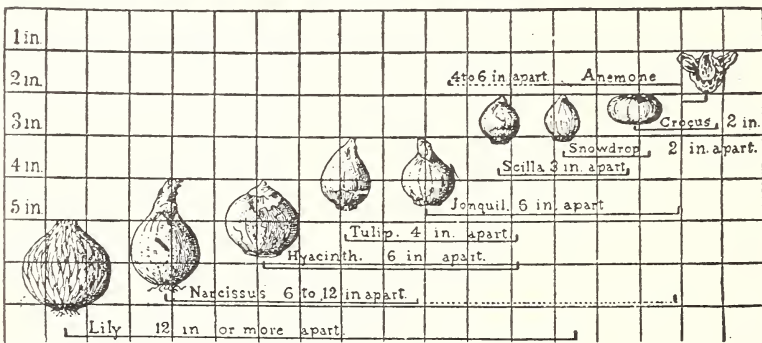 1 in.
2 in.
4 to 6 in apart. Anemone
3 in.
Crocus 2 in.
Snowdrop 2 in. apart.
4 in.
Scilla 3 in. apart
5 in.
Jonquil. 6 in. apart
Tulip. 4 in. apart.
Hyacinth. 6 in apart.
Narcissus 6 to 12 in apart.
Lily 12 in or more apart.